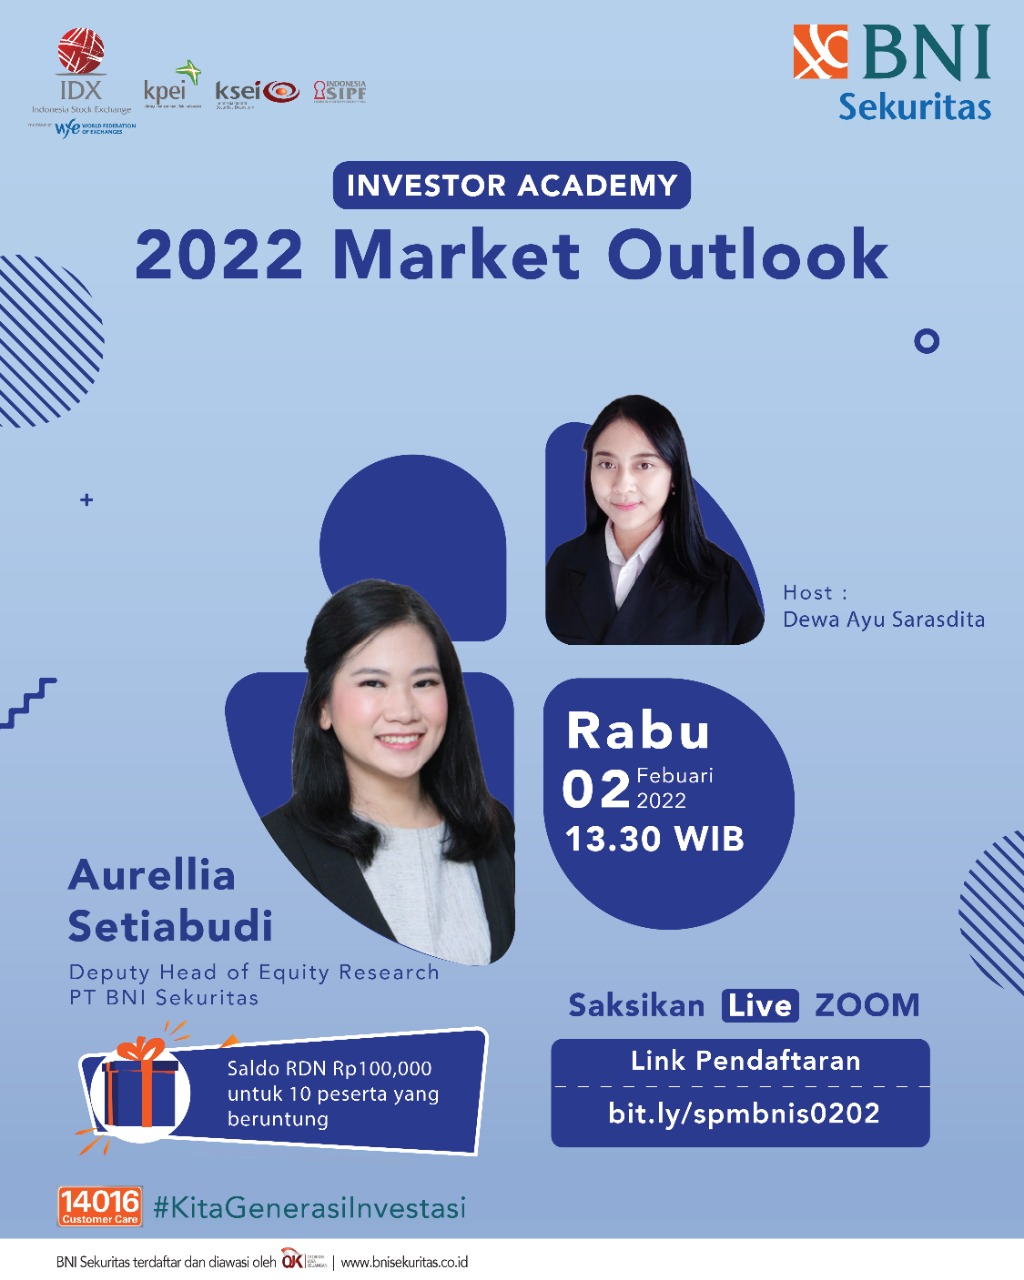 IDX
Indonesia Stock Exchange
wfe WORLD FEDERATION
OF EXCHANGES
kpei
ksei
INDONESIA
SIPF
BNI
Sekuritas
INVESTOR ACADEMY
2022 Market Outlook
Host :
Dewa Ayu Sarasdita
Rabu
02 Febuari
2022
13.30 WIB
Aurellia
Setiabudi
Deputy Head of Equity Research
PT BNI Sekuritas
Saldo RDN Rp100,000
untuk 10 peserta yang
beruntung
Saksikan Live ZOOM
Link Pendaftaran
bit.ly/spmbnis0202
14016
Customer Care
#KitaGenerasiInvestasi
BNI Sekuritas terdaftar dan diawasi oleh OJK | www.bnisekuritas.co.id